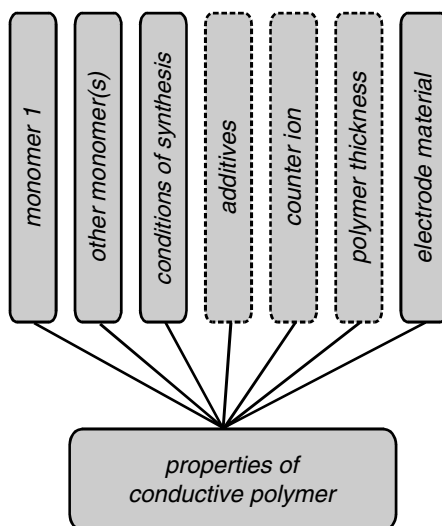 monomer 1
other monomer(s)
conditions of synthesis
additives
counter ion
polymer thickness
electrode material
properties of
conductive polymer